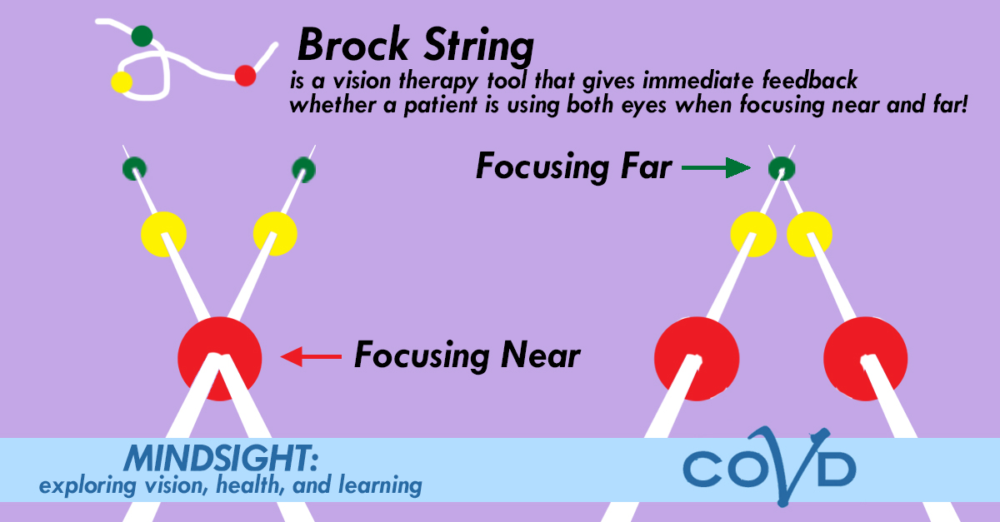 Brock String
is a vision therapy tool that gives immediate feedback
whether a patient is using both eyes when focusing near and far!
Focusing Far
Focusing Near
MINDSIGHT:
exploring vision, health, and learning
COVD